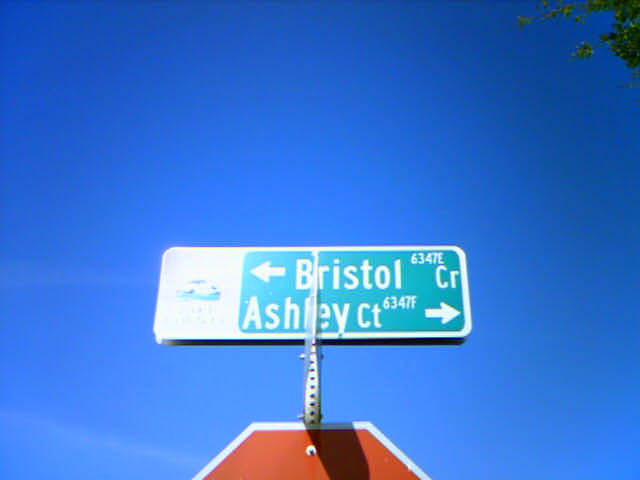 ← Bristol 6347E Cr
Ashley Ct 6347F →